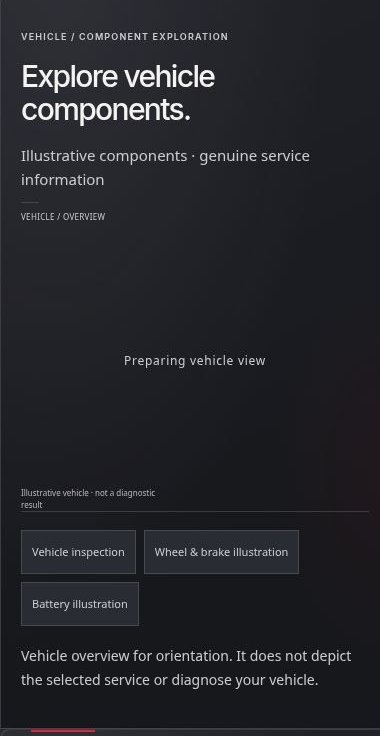 VEHICLE / COMPONENT EXPLORATION
Explore vehicle
components.
Illustrative components · genuine service
information
VEHICLE / OVERVIEW
Preparing vehicle view
Illustrative vehicle · not a diagnostic
result
Vehicle inspection
Wheel & brake illustration
Battery illustration
Vehicle overview for orientation. It does not depict
the selected service or diagnose your vehicle.